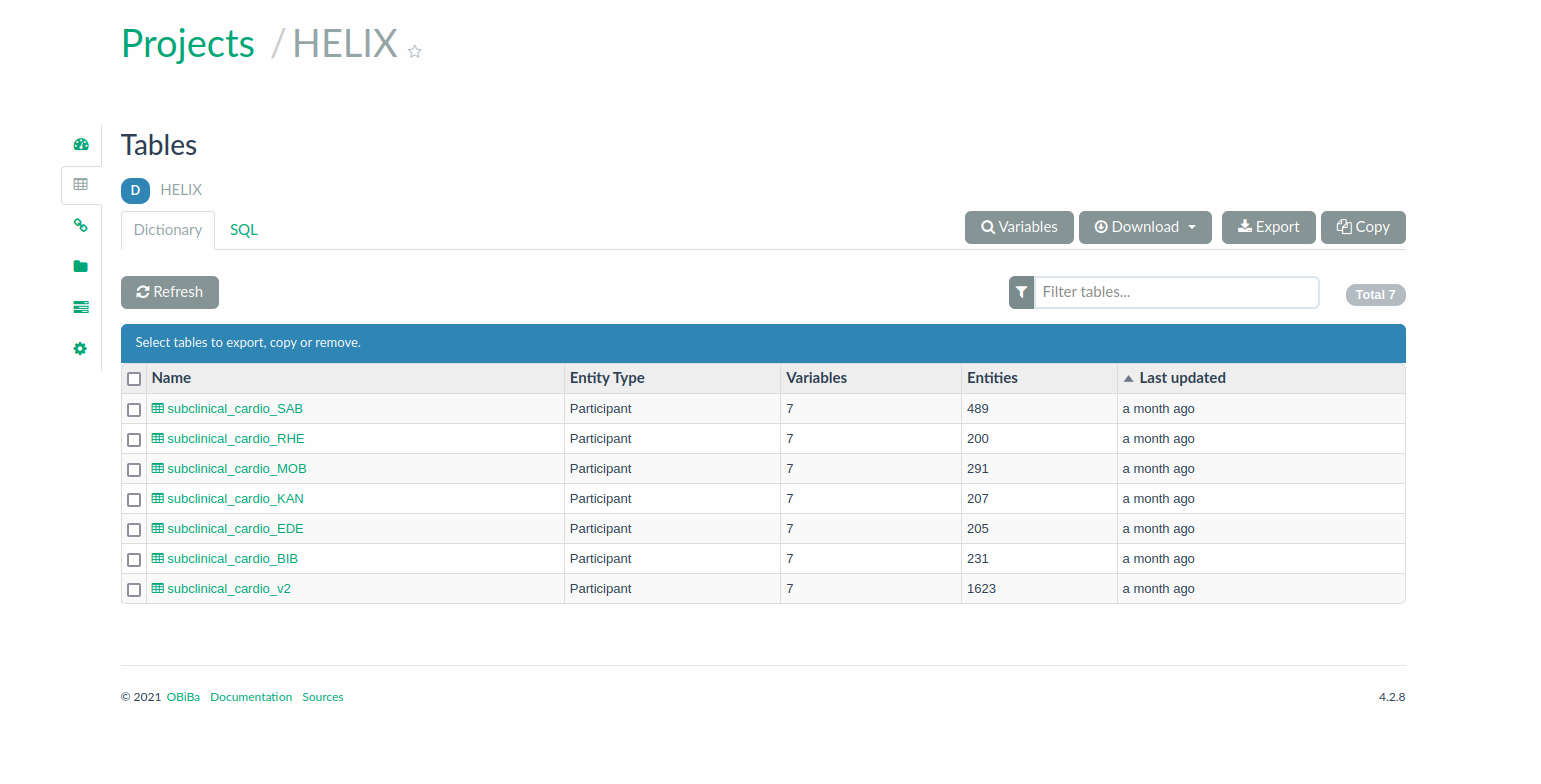 Projects / HELIX
Tables
D HELIX
Dictionary SQL Variables Download Export Copy
Refresh Filter tables... Total 7
Select tables to export, copy or remove.
Name Entity Type Variables Entities Last updated
subclinical_cardio_SAB Participant 7 489 a month ago
subclinical_cardio_RHE Participant 7 200 a month ago
subclinical_cardio_MOB Participant 7 291 a month ago
subclinical_cardio_KAN Participant 7 207 a month ago
subclinical_cardio_EDE Participant 7 205 a month ago
subclinical_cardio_BIB Participant 7 231 a month ago
subclinical_cardio_v2 Participant 7 1623 a month ago
© 2021 OBiBa Documentation Sources 4.2.8